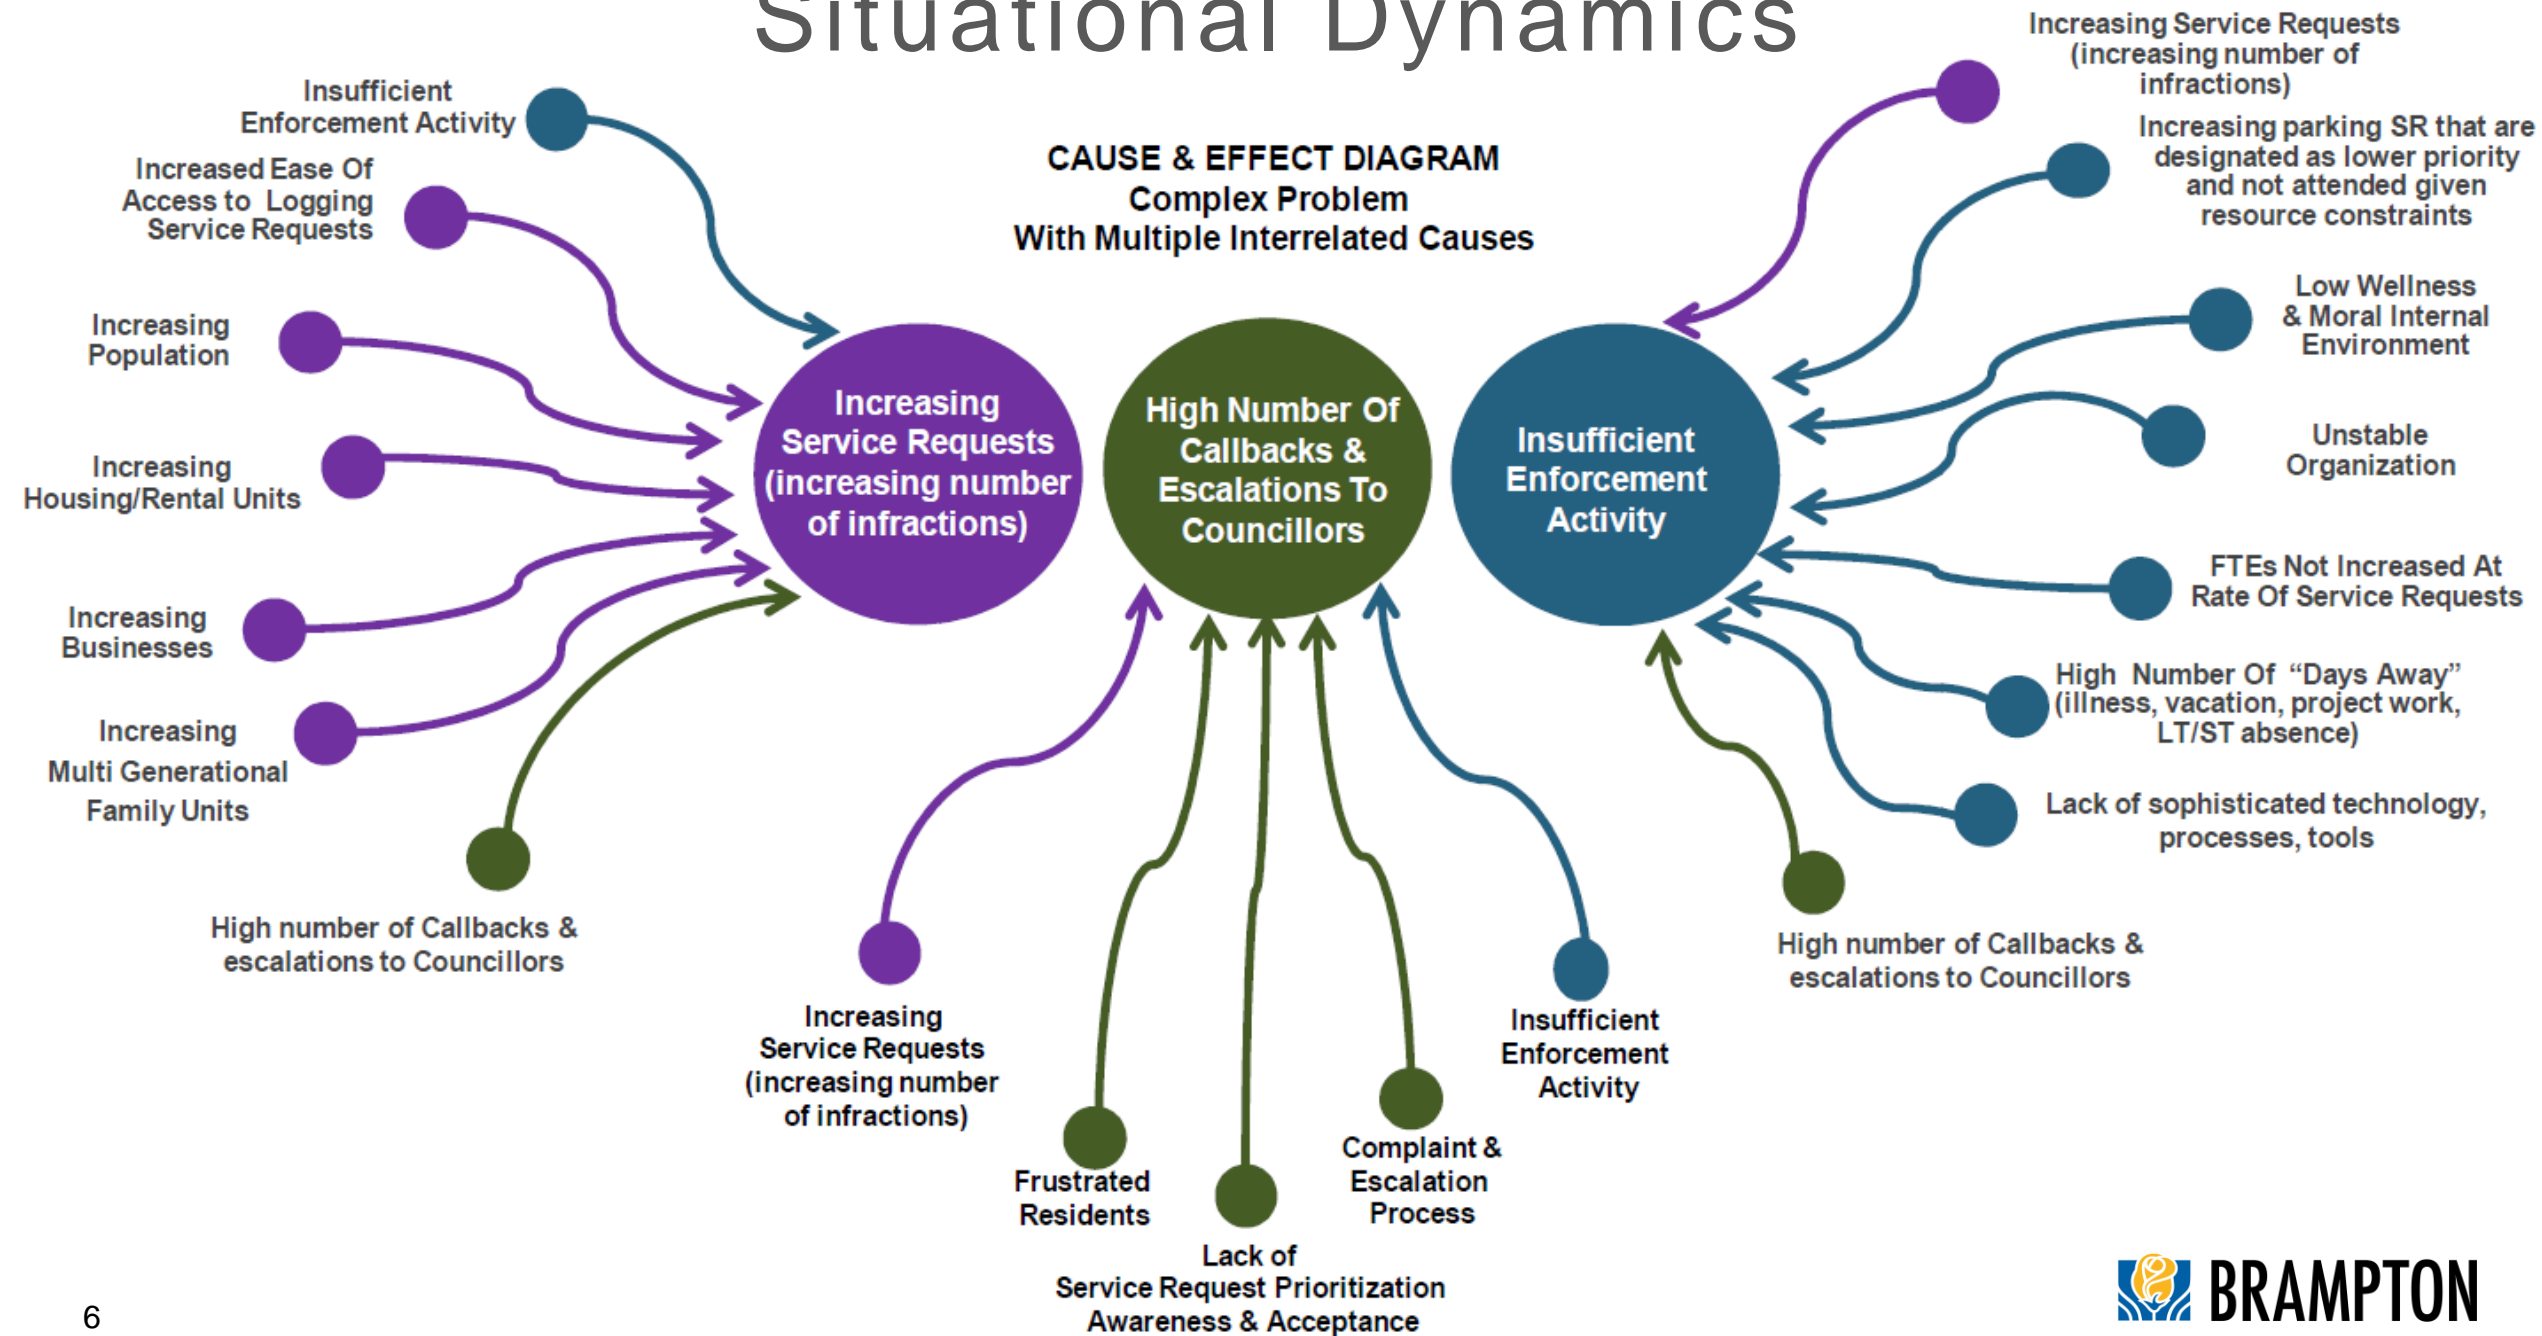 Situational Dynamics
CAUSE & EFFECT DIAGRAM
Complex Problem
With Multiple Interrelated Causes
Insufficient
Enforcement Activity
Increased Ease Of
Access to Logging
Service Requests
Increasing
Population
Increasing
Housing/Rental Units
Increasing
Businesses
Increasing
Multi Generational
Family Units
High number of Callbacks &
escalations to Councillors
Increasing
Service Requests
(increasing number
of infractions)
High Number Of
Callbacks &
Escalations To
Councillors
Insufficient
Enforcement
Activity
Increasing
Service Requests
(increasing number
of infractions)
Frustrated
Residents
Lack of
Service Request Prioritization
Awareness & Acceptance
Complaint &
Escalation
Process
Insufficient
Enforcement
Activity
Increasing Service Requests
(increasing number of
infractions)
Increasing parking SR that are
designated as lower priority
and not attended given
resource constraints
Low Wellness
& Moral Internal
Environment
Unstable
Organization
FTEs Not Increased At
Rate Of Service Requests
High Number Of “Days Away”
(illness, vacation, project work,
LT/ST absence)
Lack of sophisticated technology,
processes, tools
High number of Callbacks &
escalations to Councillors
6
BRAMPTON